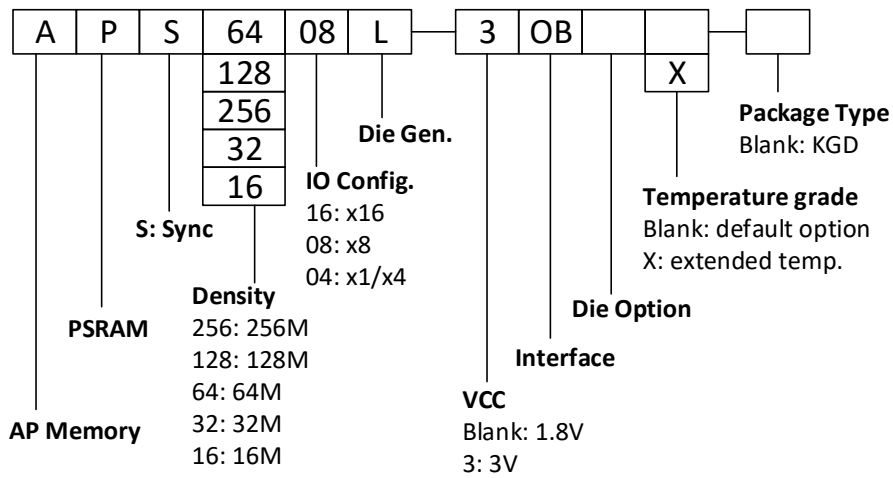 A P S 64 08 L 3 OB
128
256
32
16
X
Package Type
Blank: KGD
Die Gen.
IO Config.
16: x16
08: x8
04: x1/x4
Temperature grade
Blank: default option
X: extended temp.
S: Sync
Density
256: 256M
128: 128M
64: 64M
32: 32M
16: 16M
Die Option
PSRAM
Interface
VCC
Blank: 1.8V
3: 3V
AP Memory